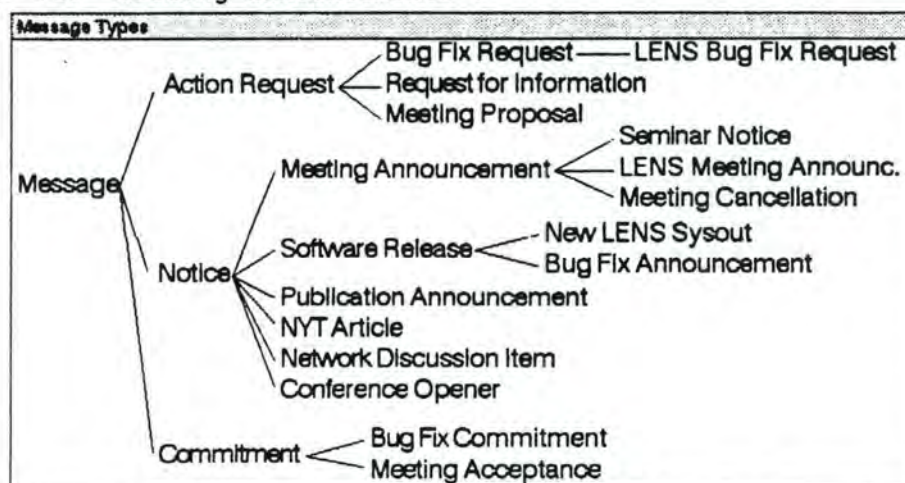 Message Types
Bug Fix Request LENS Bug Fix Request
Action Request Request for Information
Meeting Proposal
Seminar Notice
Meeting Announcement LENS Meeting Announc.
Message Meeting Cancellation
New LENS Sysout
Software Release
Notice Bug Fix Announcement
Publication Announcement
NYT Article
Network Discussion Item
Conference Opener
Bug Fix Commitment
Commitment
Meeting Acceptance